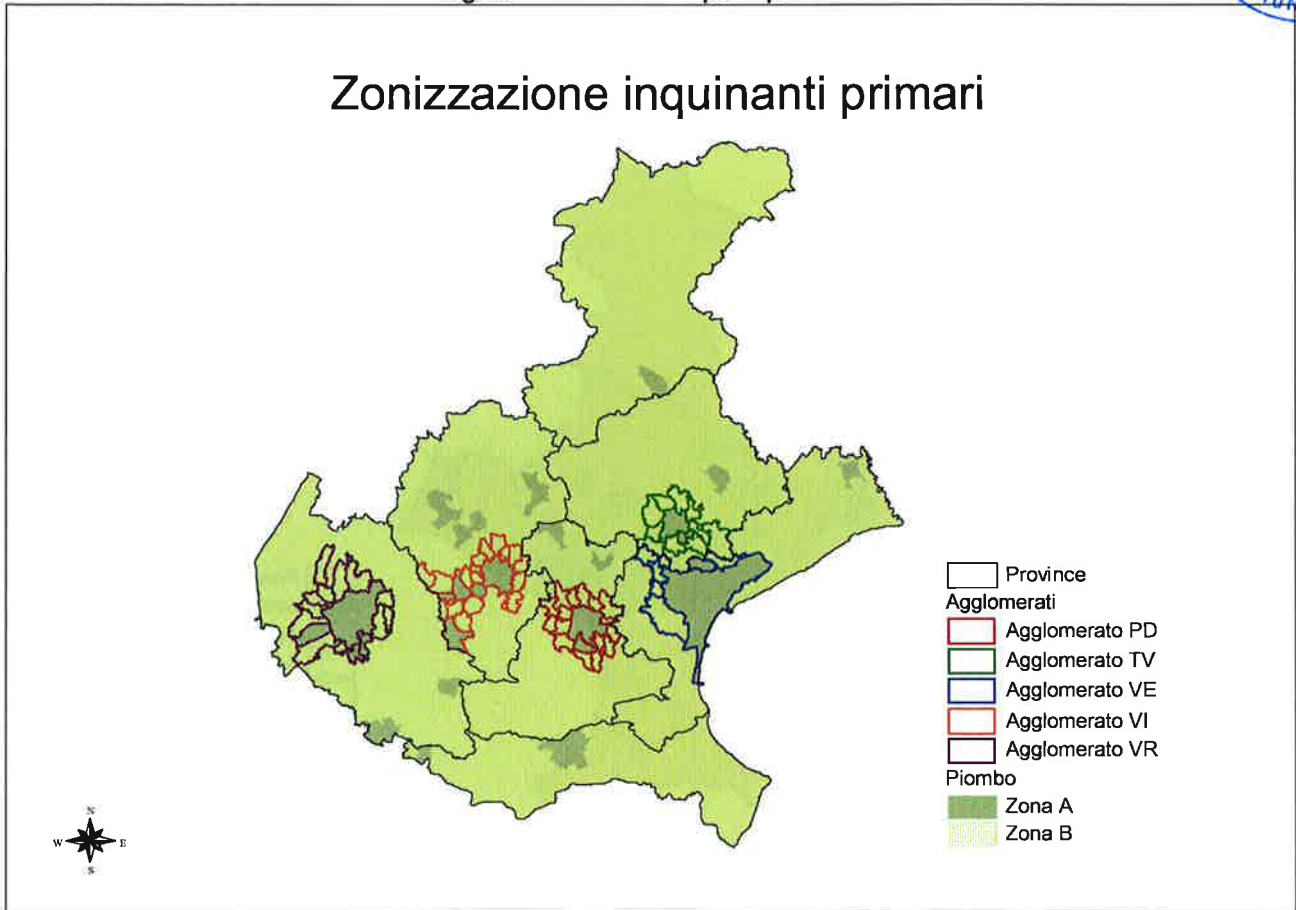 Zonizzazione inquinanti primari
Province
Agglomerati
Agglomerato PD
Agglomerato TV
Agglomerato VE
Agglomerato VI
Agglomerato VR
Piombo
Zona A
Zona B
N
W
E
S